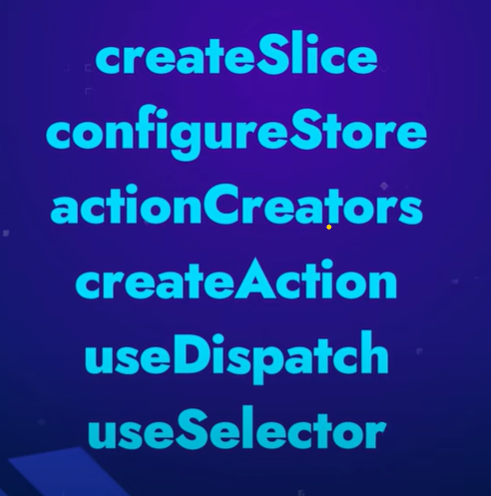 createSlice
configureStore
actionCreators
createAction
useDispatch
useSelector